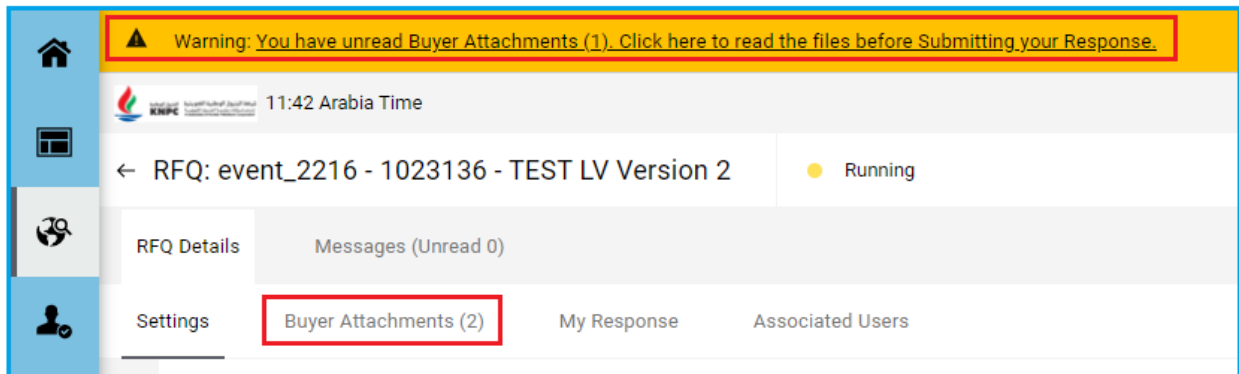 Warning: You have unread Buyer Attachments (1). Click here to read the files before Submitting your Response.
KNPC
11:42 Arabia Time
← RFQ: event_2216 - 1023136 - TEST LV Version 2
Running
RFQ Details
Messages (Unread 0)
Settings
Buyer Attachments (2)
My Response
Associated Users